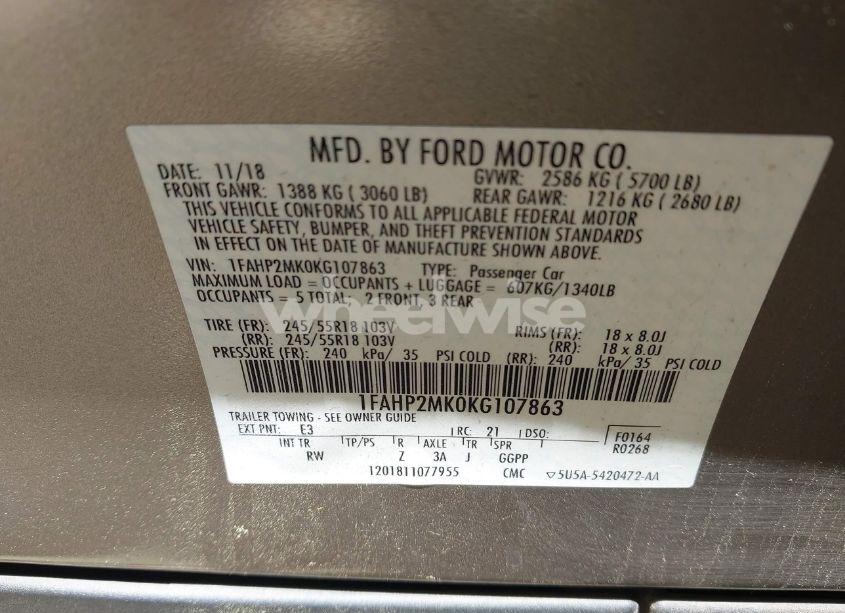 MFD. BY FORD MOTOR CO.
DATE: 11/18 GVWR: 2586 KG ( 5700 LB)
FRONT GAWR: 1388 KG ( 3060 LB) REAR GAWR: 1216 KG ( 2680 LB)
THIS VEHICLE CONFORMS TO ALL APPLICABLE FEDERAL MOTOR
VEHICLE SAFETY, BUMPER, AND THEFT PREVENTION STANDARDS
IN EFFECT ON THE DATE OF MANUFACTURE SHOWN ABOVE.
VIN: 1FAHP2MK0KG107863 TYPE: Passenger Car
MAXIMUM LOAD = OCCUPANTS + LUGGAGE = 607KG/1340LB
OCCUPANTS = 5 TOTAL; 2 FRONT, 3 REAR
wheelwise
TIRE (FR): 245/55R18 103V RIMS (FR): 18 x 8.0J
(RR): 245/55R18 103V (RR): 18 x 8.0J
PRESSURE (FR): 240 kPa/ 35 PSI COLD (RR): 240 kPa/ 35 PSI COLD
1FAHP2MK0KG107863
TRAILER TOWING - SEE OWNER GUIDE
EXT PNT: E3 RC: 21 DSO: F0164
INT TR TP/PS R AXLE TR SPR R0268
RW Z 3A J GGPP
1201811077955 CMC ▽5U5A-5420472-AA